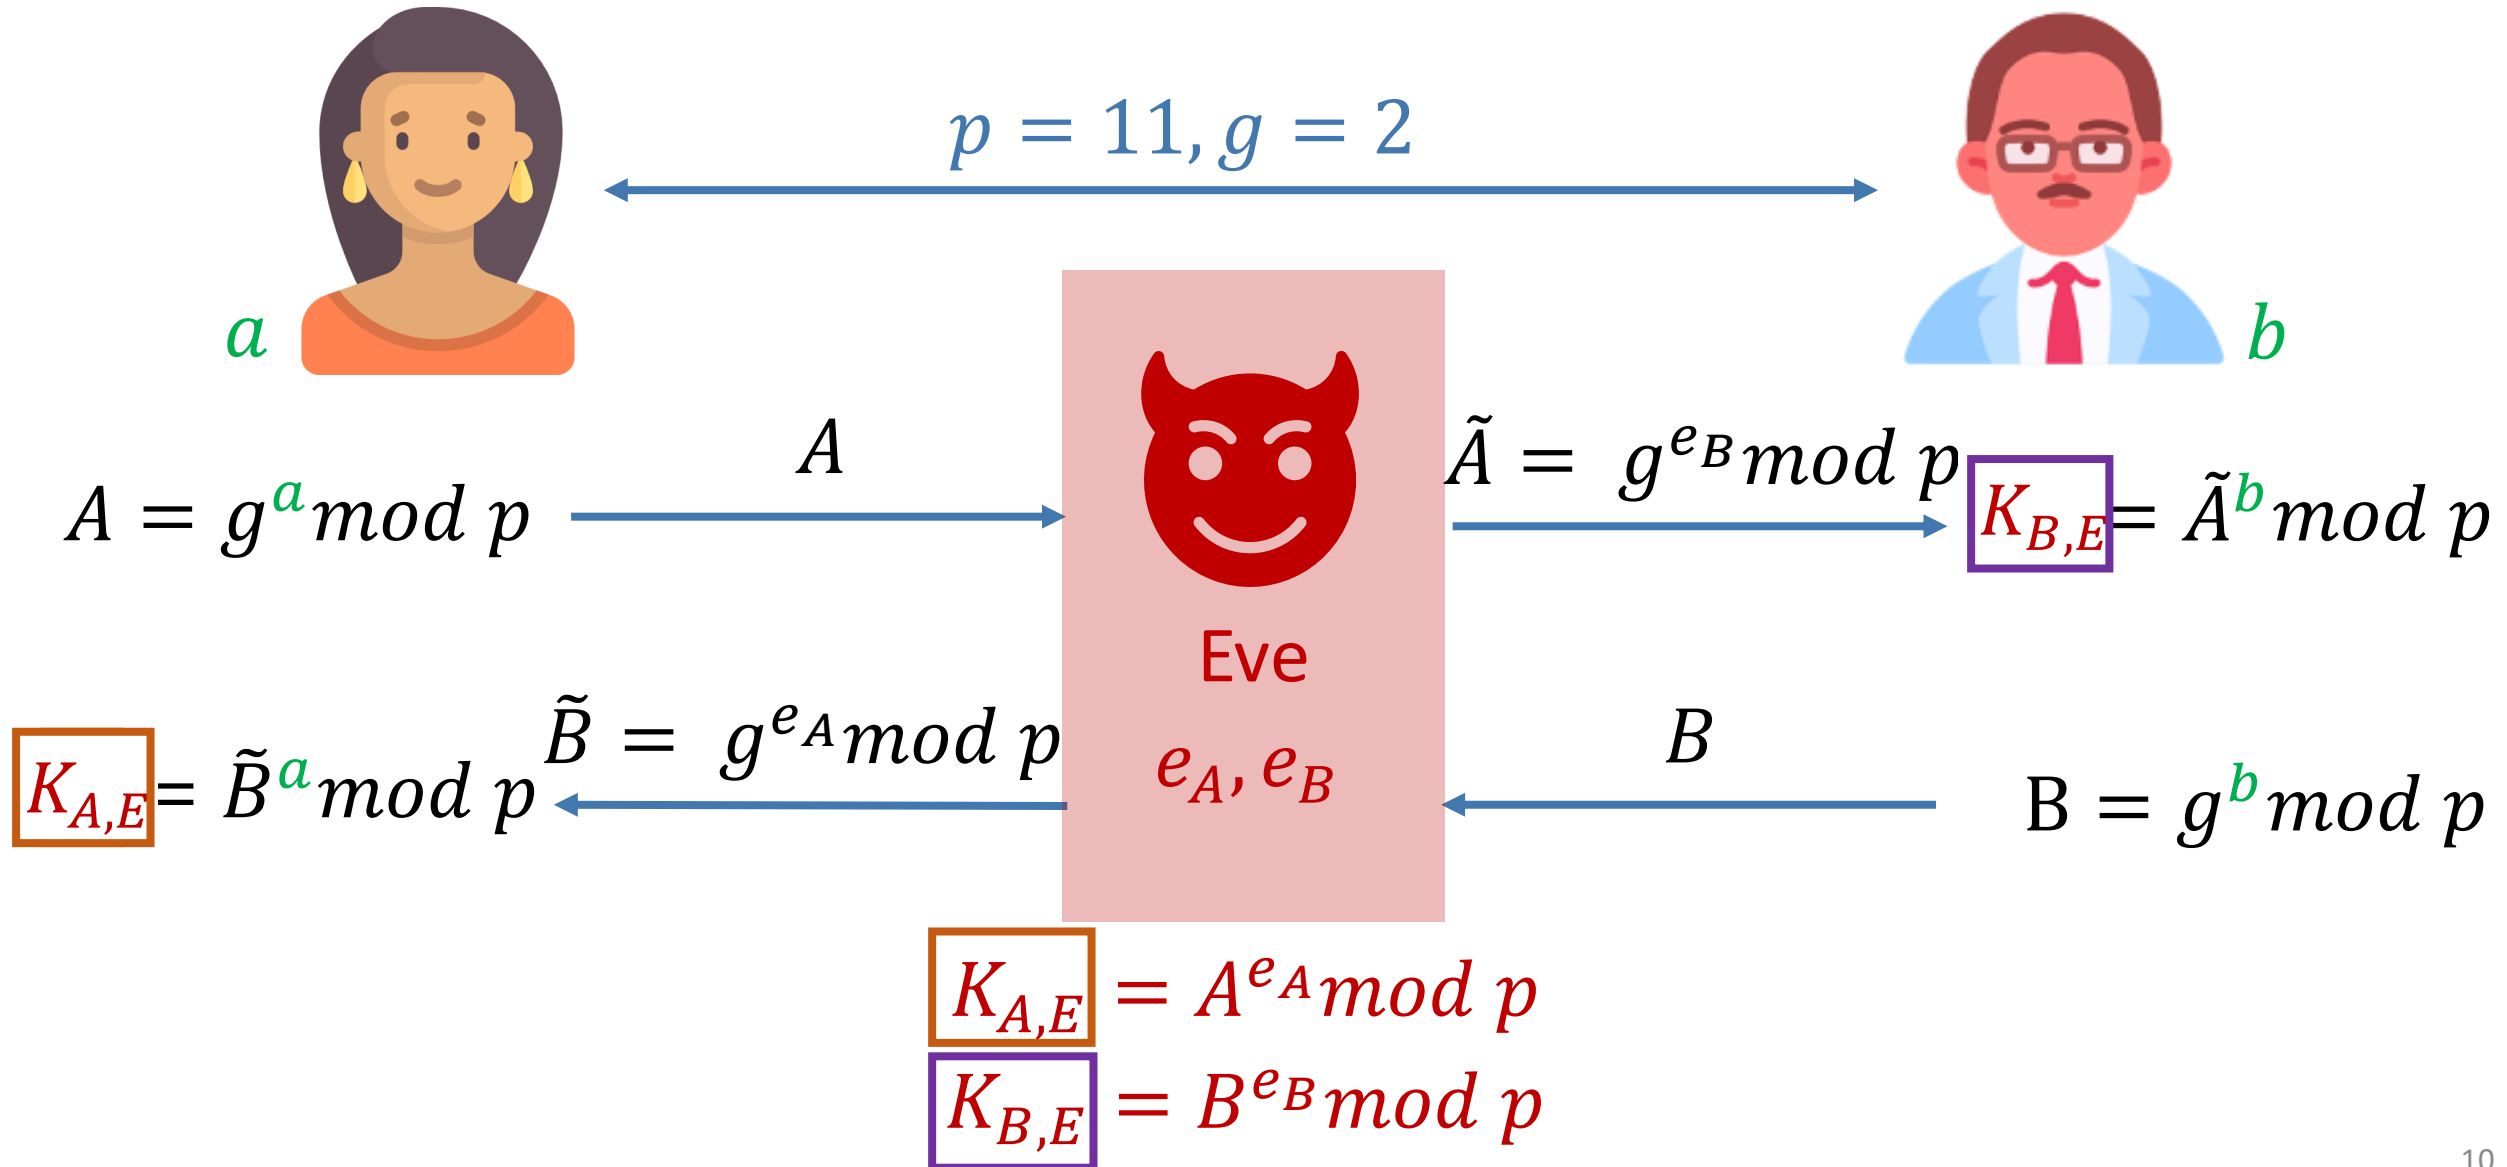 p = 11, g = 2
a
b
A
Ã = g^{e_B} mod p
A = g^a mod p
K_{B,E} = Ã^b mod p
Eve
B̃ = g^{e_A} mod p
e_A, e_B
B
K_{A,E} = B̃^a mod p
B = g^b mod p
K_{A,E} = A^{e_A} mod p
K_{B,E} = B^{e_B} mod p
10